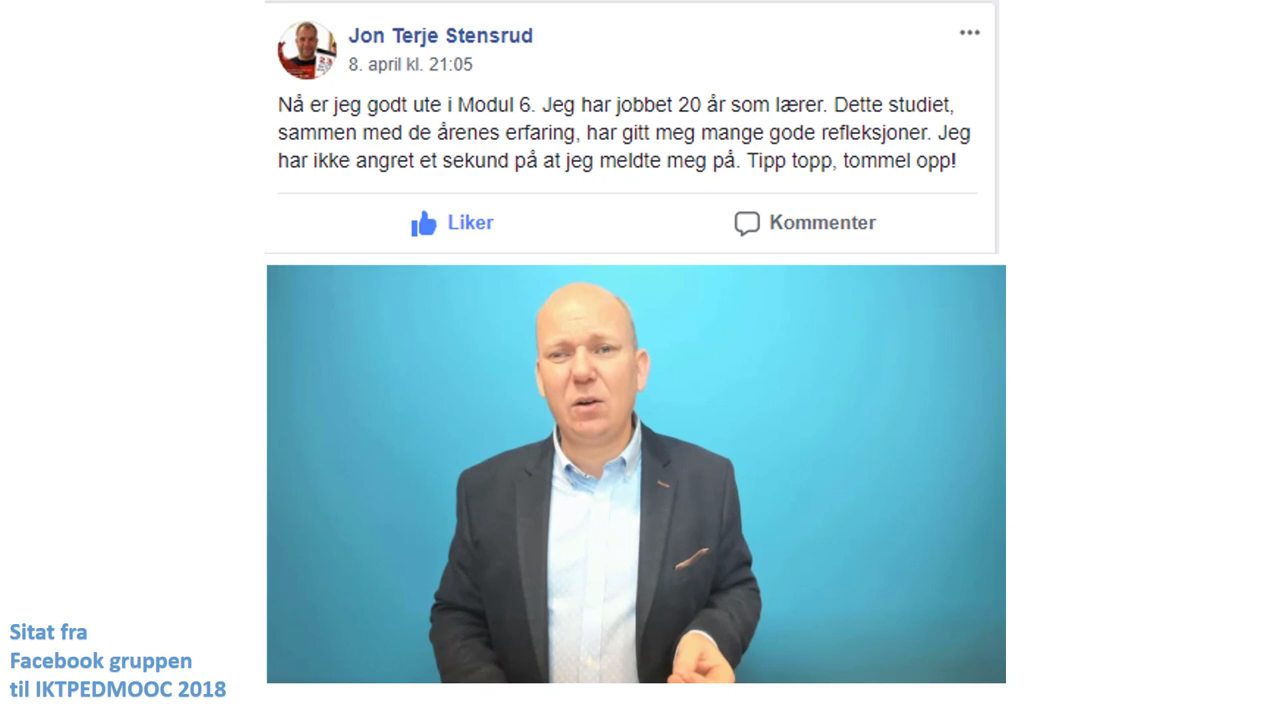 Jon Terje Stensrud
8. april kl. 21:05
Nå er jeg godt ute i Modul 6. Jeg har jobbet 20 år som lærer. Dette studiet,
sammen med de årenes erfaring, har gitt meg mange gode refleksjoner. Jeg
har ikke angret et sekund på at jeg meldte meg på. Tipp topp, tommel opp!
Liker
Kommenter
Sitat fra
Facebook gruppen
til IKTPEDMOOC 2018